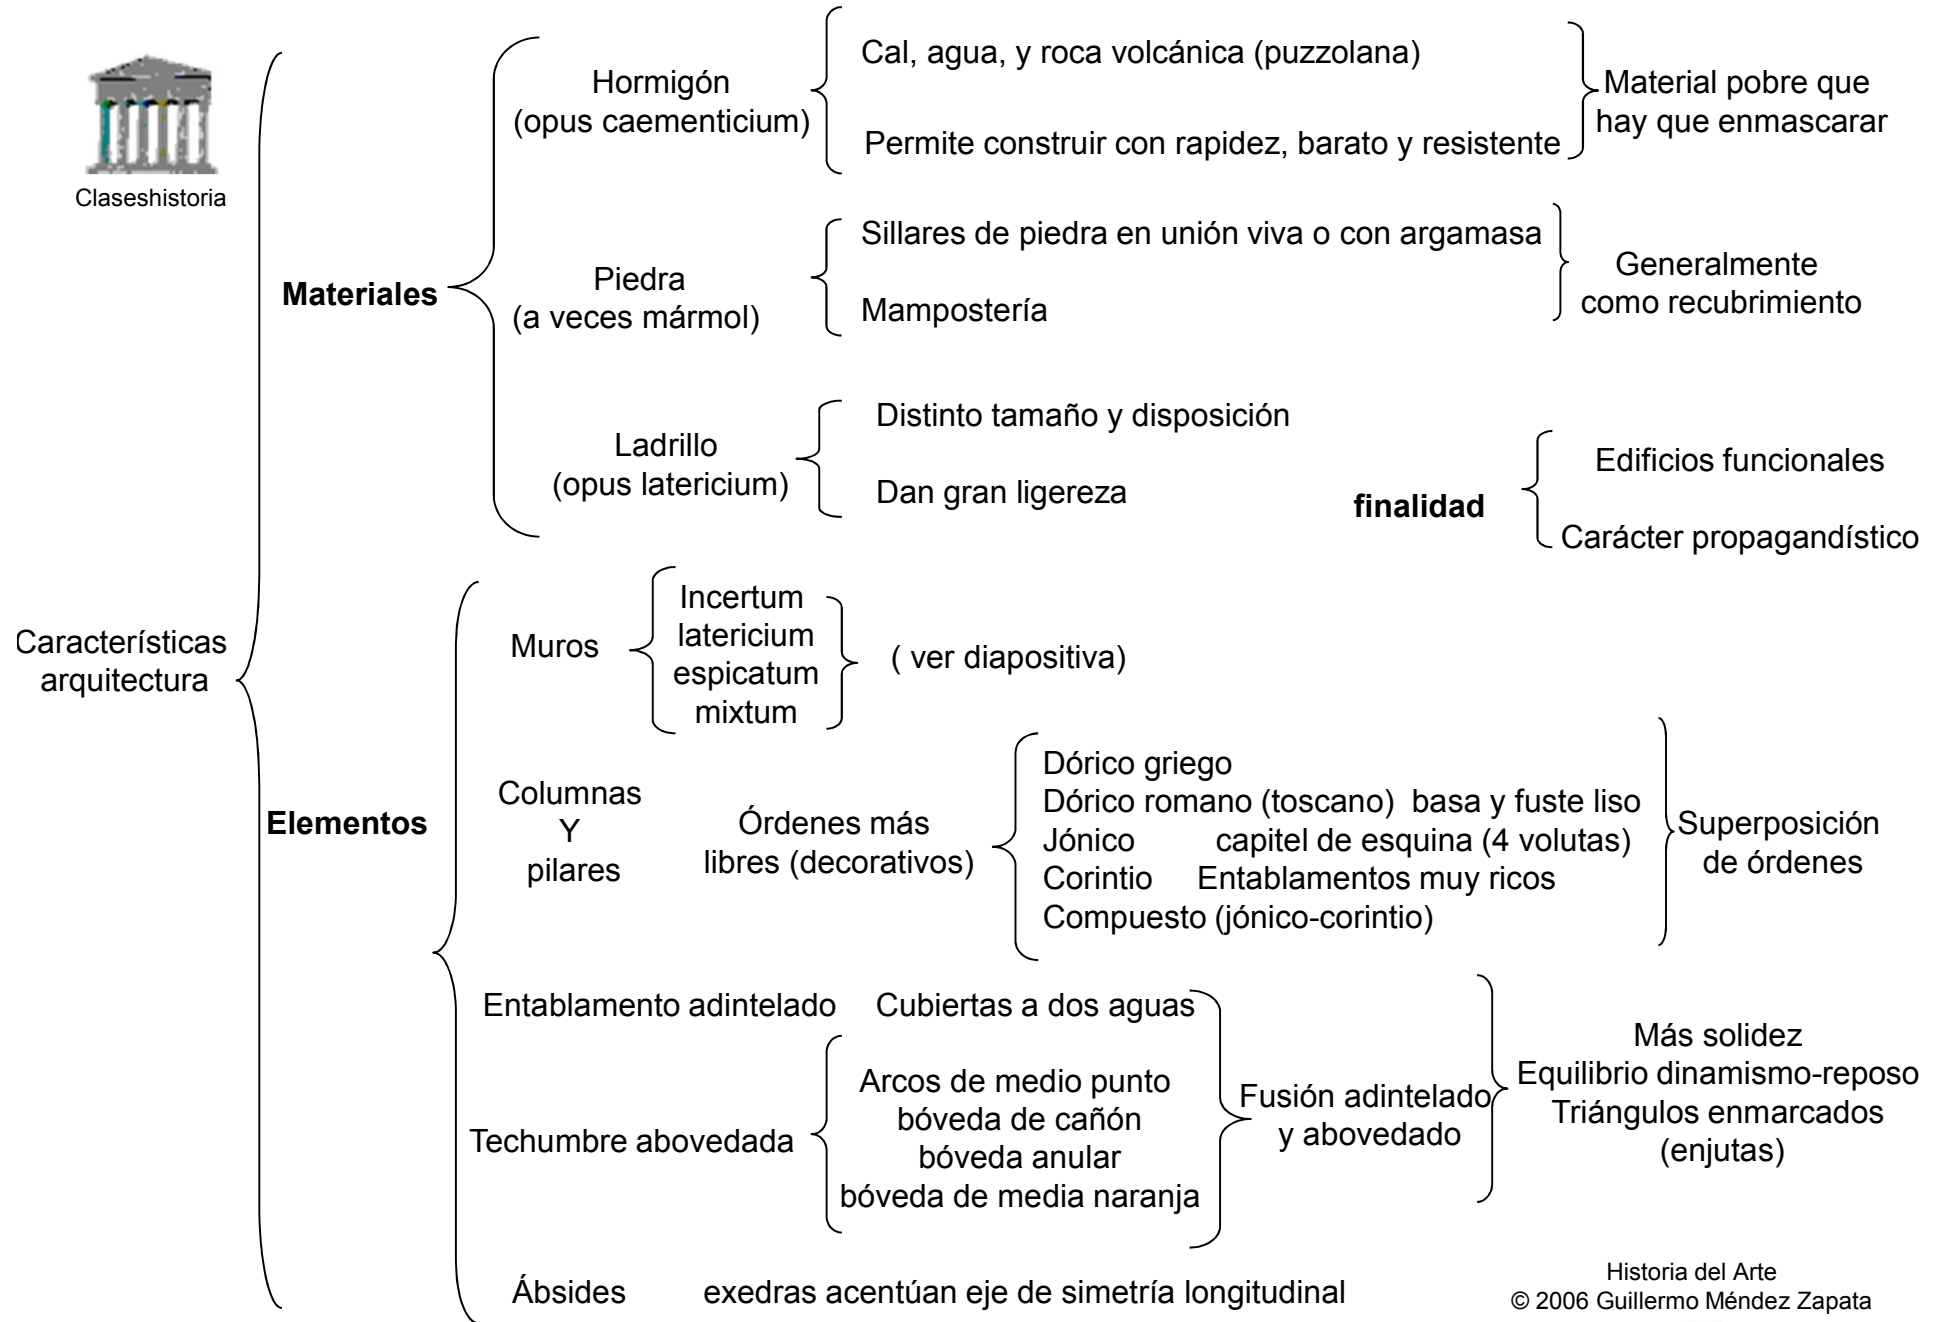 Claseshistoria
Características
arquitectura
Materiales
Hormigón
(opus caementicium)
Cal, agua, y roca volcánica (puzzolana)
Permite construir con rapidez, barato y resistente
Material pobre que
hay que enmascarar
Piedra
(a veces mármol)
Sillares de piedra en unión viva o con argamasa
Mampostería
Generalmente
como recubrimiento
Ladrillo
(opus latericium)
Distinto tamaño y disposición
Dan gran ligereza
finalidad
Edificios funcionales
Carácter propagandístico
Elementos
Muros
Incertum
latericium
espicatum
mixtum
( ver diapositiva)
Columnas
Y
pilares
Órdenes más
libres (decorativos)
Dórico griego
Dórico romano (toscano) basa y fuste liso
Jónico capitel de esquina (4 volutas)
Corintio Entablamentos muy ricos
Compuesto (jónico-corintio)
Superposición
de órdenes
Entablamento adintelado Cubiertas a dos aguas
Techumbre abovedada
Arcos de medio punto
bóveda de cañón
bóveda anular
bóveda de media naranja
Fusión adintelado
y abovedado
Más solidez
Equilibrio dinamismo-reposo
Triángulos enmarcados
(enjutas)
Ábsides exedras acentúan eje de simetría longitudinal
Historia del Arte
© 2006 Guillermo Méndez Zapata